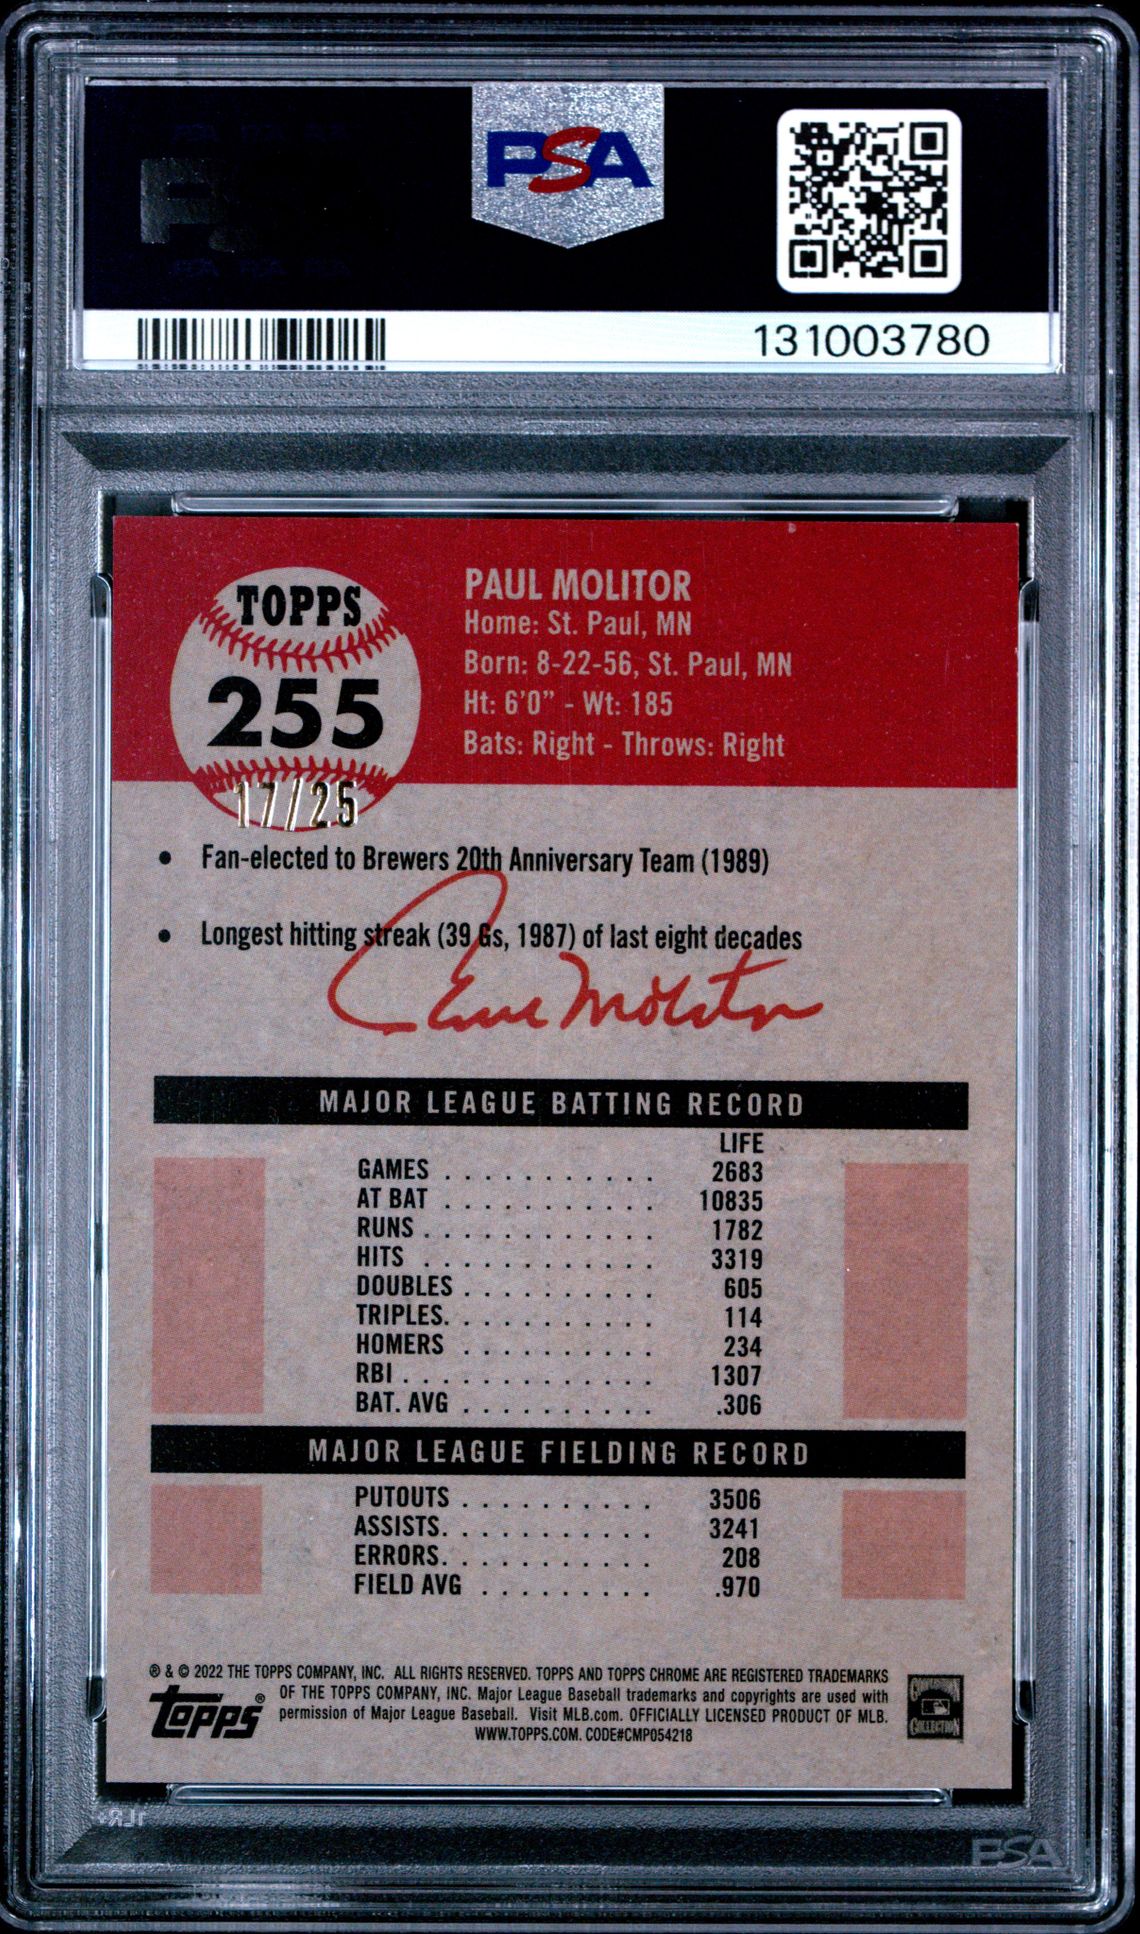 PSA
131003780
TOPPS
255
17/25
PAUL MOLITOR
Home: St. Paul, MN
Born: 8-22-56, St. Paul, MN
Ht: 6'0" - Wt: 185
Bats: Right - Throws: Right
• Fan-elected to Brewers 20th Anniversary Team (1989)
• Longest hitting streak (39 Gs, 1987) of last eight decades
Paul Molitor
MAJOR LEAGUE BATTING RECORD
LIFE
GAMES . . . . . . . . . . . 2683
AT BAT . . . . . . . . . . . 10835
RUNS . . . . . . . . . . . . 1782
HITS . . . . . . . . . . . . 3319
DOUBLES . . . . . . . . . . 605
TRIPLES. . . . . . . . . . . 114
HOMERS . . . . . . . . . . 234
RBI . . . . . . . . . . . . . 1307
BAT. AVG . . . . . . . . . . .306
MAJOR LEAGUE FIELDING RECORD
PUTOUTS . . . . . . . . . . 3506
ASSISTS. . . . . . . . . . . 3241
ERRORS. . . . . . . . . . . 208
FIELD AVG . . . . . . . . . .970
® & © 2022 THE TOPPS COMPANY, INC. ALL RIGHTS RESERVED. TOPPS AND TOPPS CHROME ARE REGISTERED TRADEMARKS
OF THE TOPPS COMPANY, INC. Major League Baseball trademarks and copyrights are used with
permission of Major League Baseball. Visit MLB.com. OFFICIALLY LICENSED PRODUCT OF MLB.
WWW.TOPPS.COM. CODE#CMP054218
Topps®
COOPERSTOWN
COLLECTION
PSA